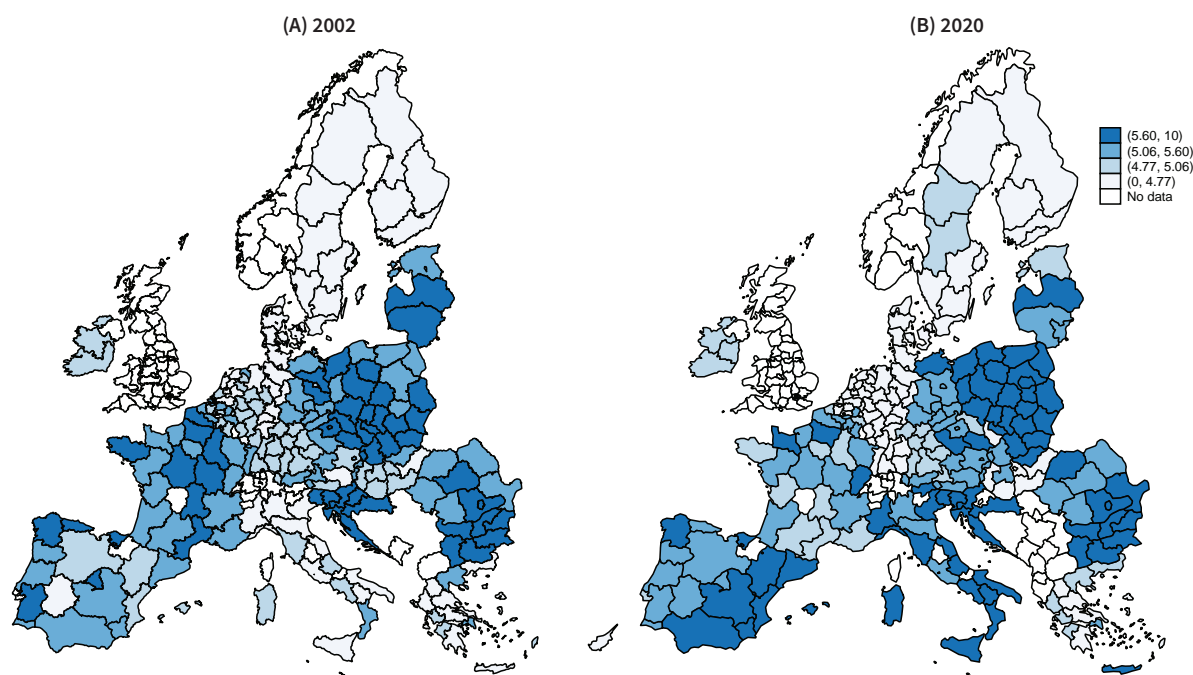 (A) 2002
(B) 2020
(5.60, 10)
(5.06, 5.60)
(4.77, 5.06)
(0, 4.77)
No data